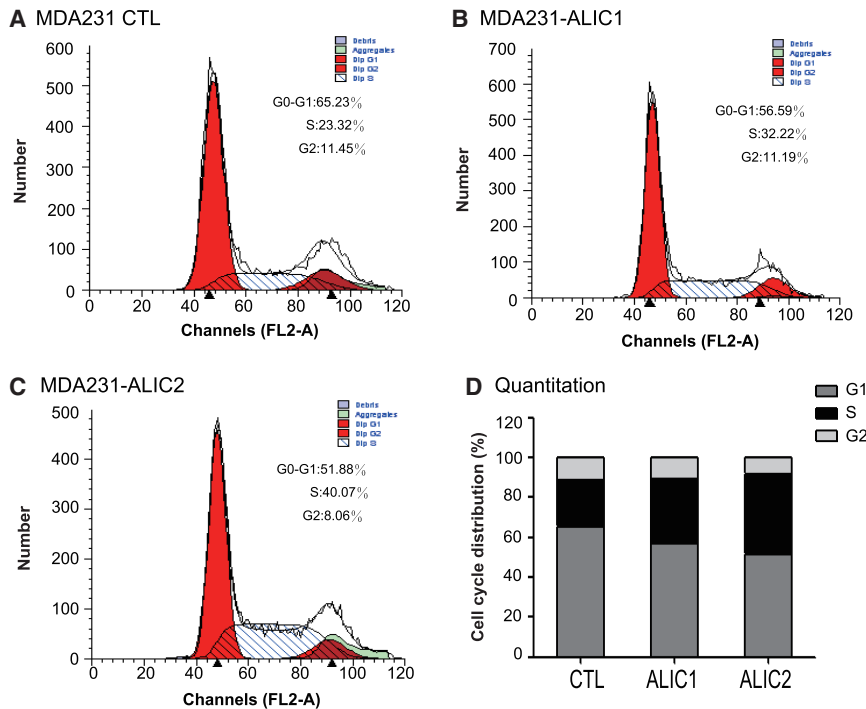 A MDA231 CTL
600
500
400
300
200
100
0
Number
0 20 40 60 80 100 120
Channels (FL2-A)
Debris
Aggregates
Dip G1
Dip G2
Dip S
G0-G1:65.23%
S:23.32%
G2:11.45%
B MDA231-ALIC1
700
600
500
400
300
200
100
0
Number
0 20 40 60 80 100 120
Channels (FL2-A)
Debris
Aggregates
Dip G1
Dip G2
Dip S
G0-G1:56.59%
S:32.22%
G2:11.19%
C MDA231-ALIC2
500
400
300
200
100
0
Number
0 20 40 60 80 100 120
Channels (FL2-A)
Debris
Aggregates
Dip G1
Dip G2
Dip S
G0-G1:51.88%
S:40.07%
G2:8.06%
D Quantitation
G1
S
G2
120
100
80
60
40
20
0
Cell cycle distribution (%)
CTL ALIC1 ALIC2